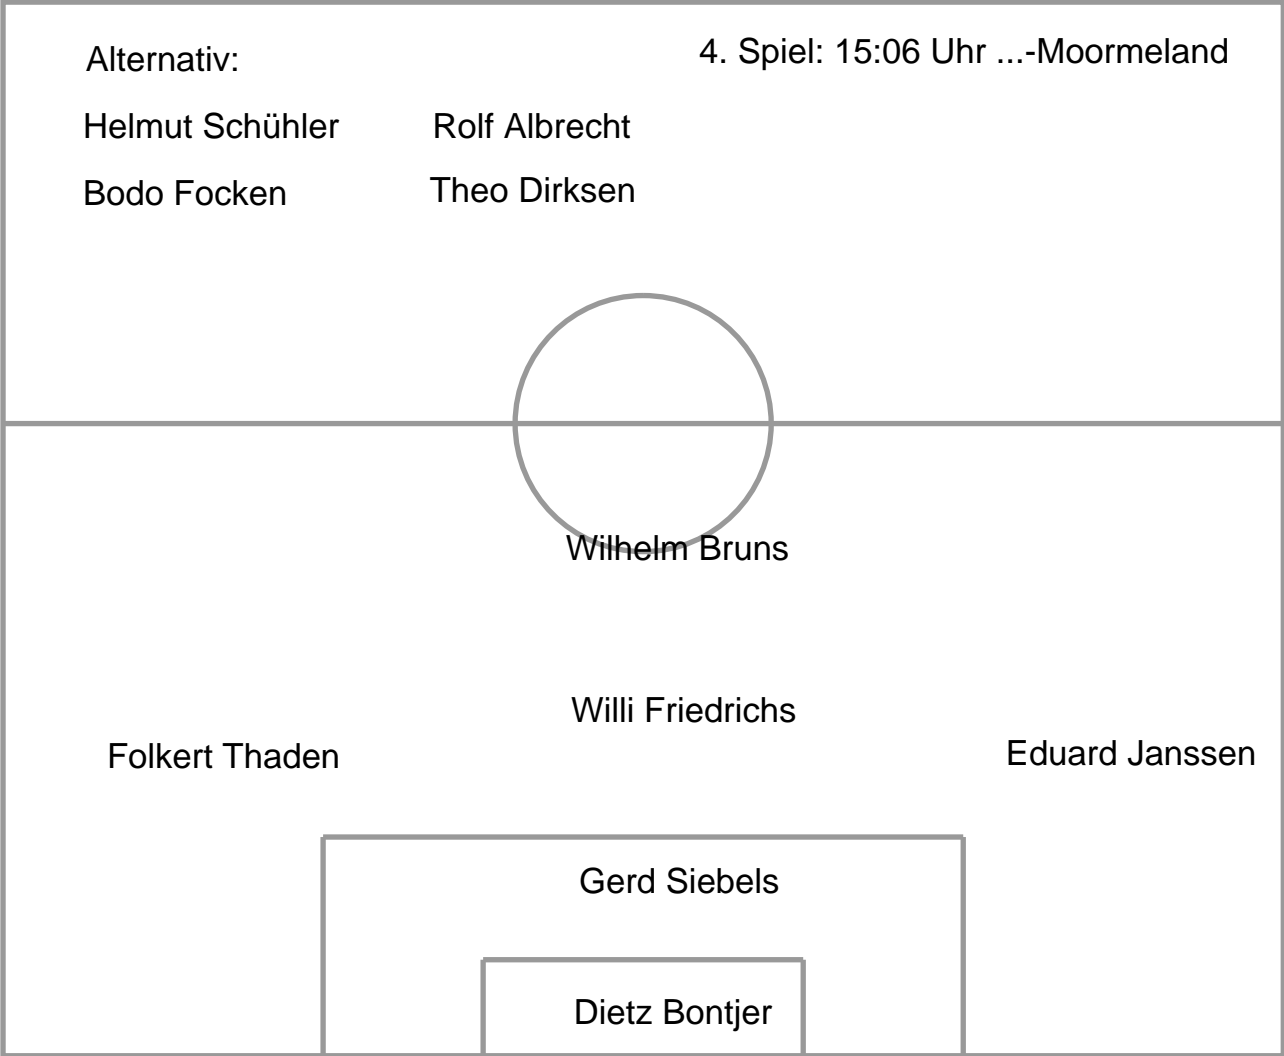 Alternativ:
4. Spiel: 15:06 Uhr ...-Moormeland
Helmut Schühler
Rolf Albrecht
Bodo Focken
Theo Dirksen
Wilhelm Bruns
Willi Friedrichs
Folkert Thaden
Eduard Janssen
Gerd Siebels
Dietz Bontjer